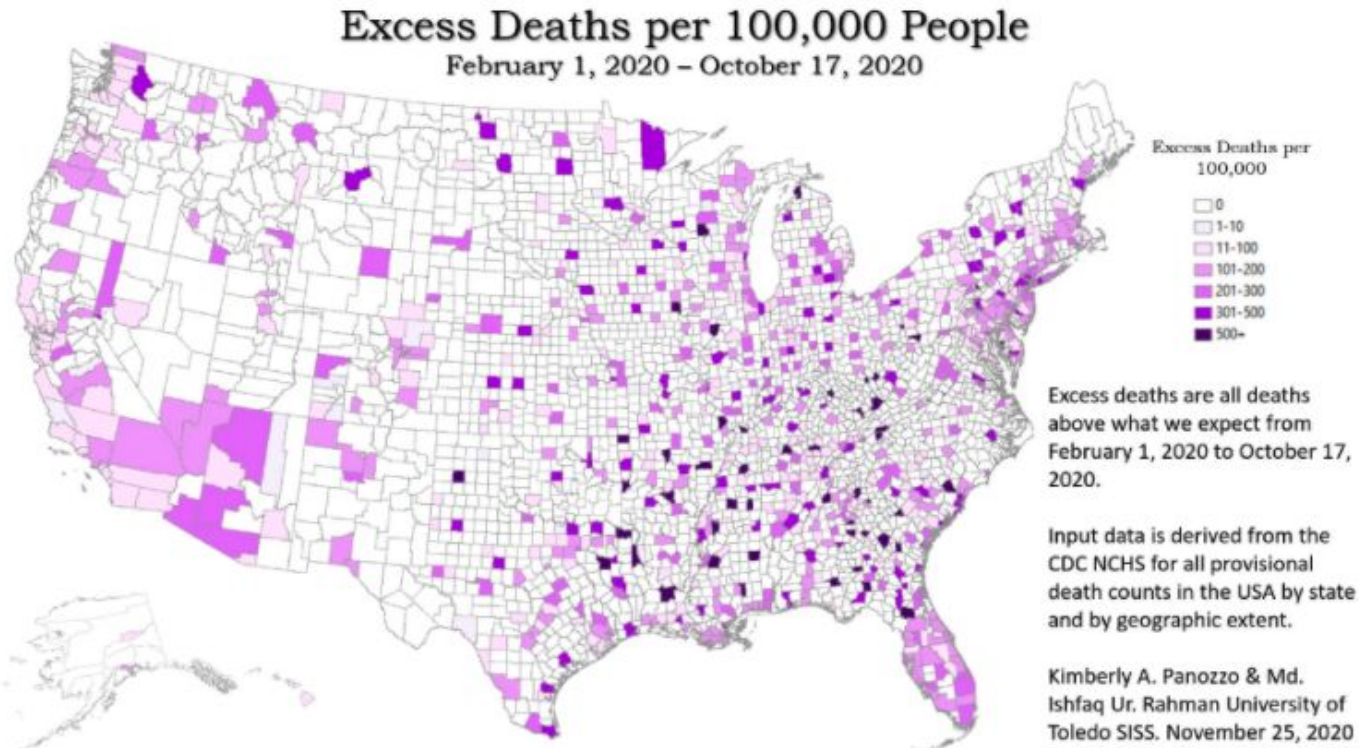 Excess Deaths per 100,000 People
February 1, 2020 – October 17, 2020
Excess Deaths per
100,000
0
1-10
11-100
101-200
201-300
301-500
500+
Excess deaths are all deaths
above what we expect from
February 1, 2020 to October 17,
2020.
Input data is derived from the
CDC NCHS for all provisional
death counts in the USA by state
and by geographic extent.
Kimberly A. Panozzo & Md.
Ishfaq Ur. Rahman University of
Toledo SISS. November 25, 2020